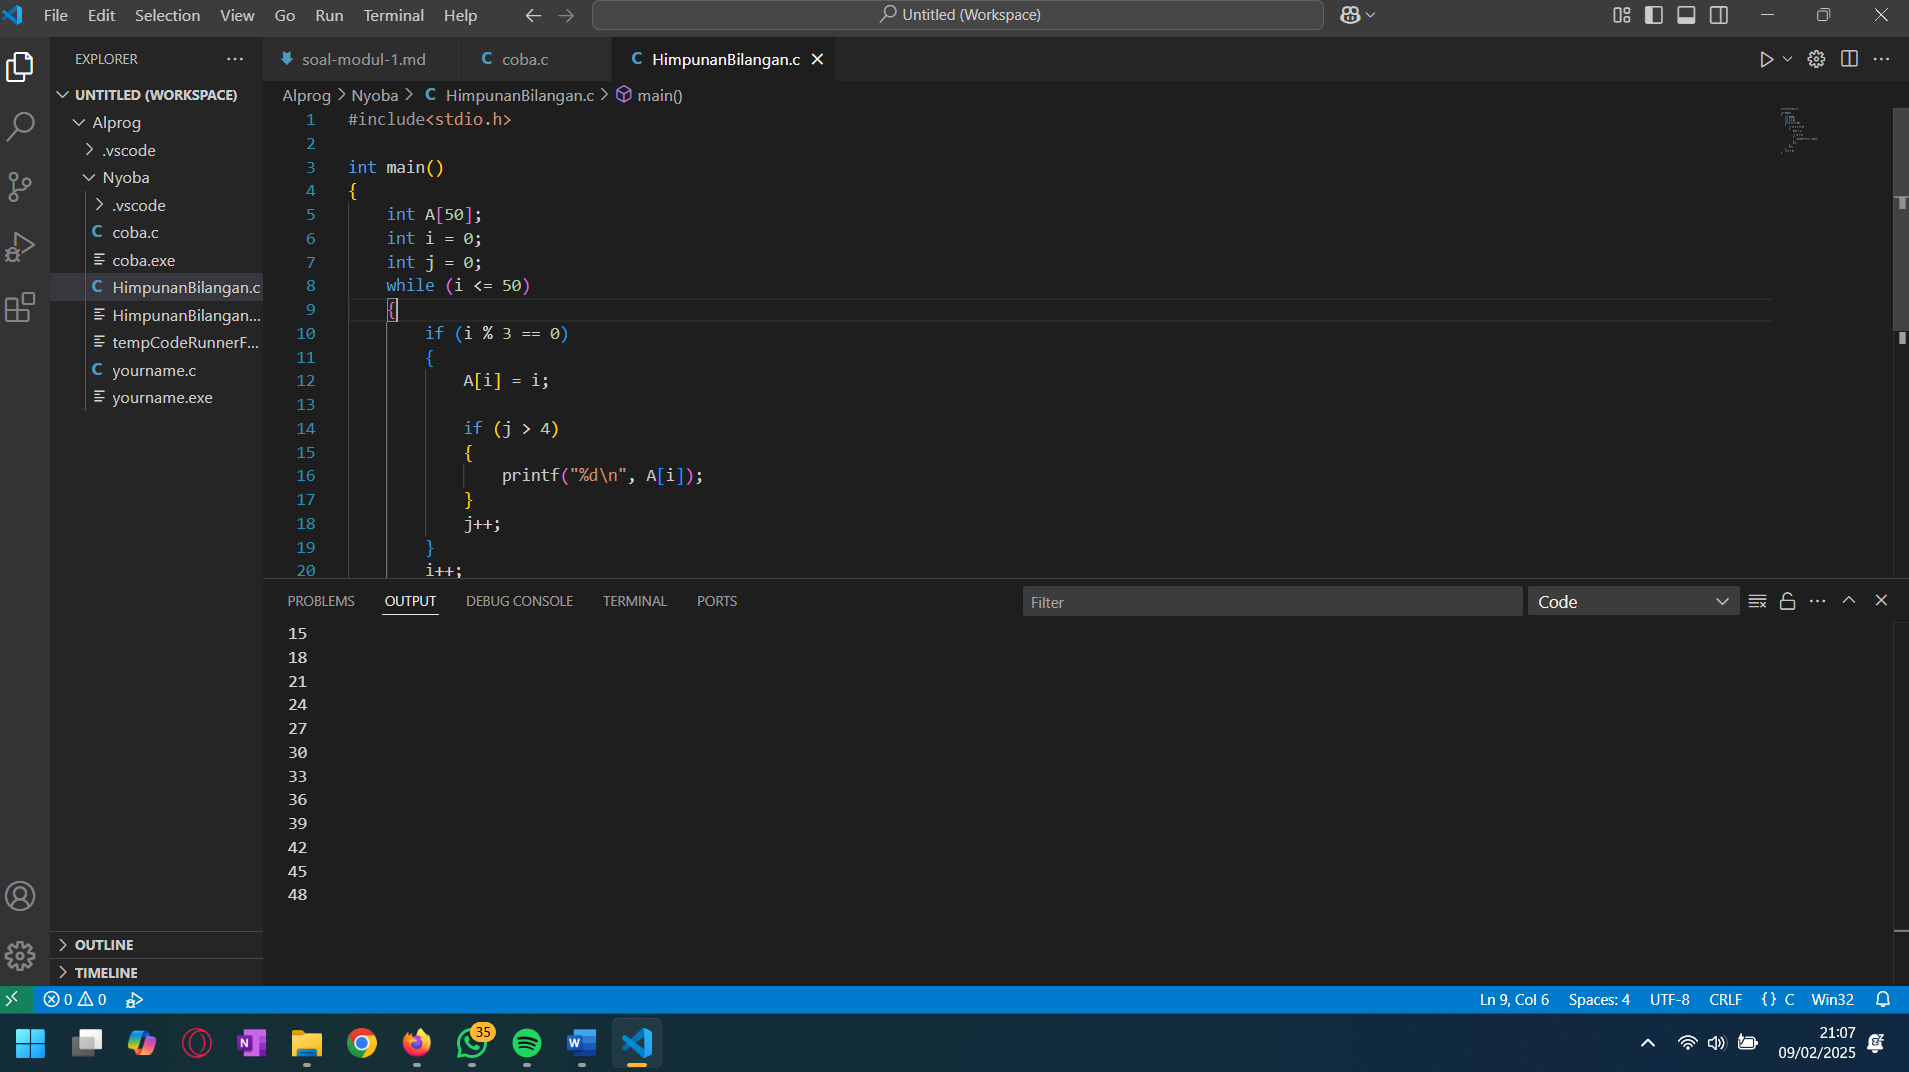 File Edit Selection View Go Run Terminal Help
Untitled (Workspace)
EXPLORER
UNTITLED (WORKSPACE)
Alprog
.vscode
Nyoba
.vscode
coba.c
coba.exe
HimpunanBilangan.c
HimpunanBilangan...
tempCodeRunnerF...
yourname.c
yourname.exe
OUTLINE
TIMELINE
soal-modul-1.md coba.c HimpunanBilangan.c
Alprog > Nyoba > C HimpunanBilangan.c > main()
1 #include<stdio.h>
2
3 int main()
4 {
5 int A[50];
6 int i = 0;
7 int j = 0;
8 while (i <= 50)
9 {
10 if (i % 3 == 0)
11 {
12 A[i] = i;
13
14 if (j > 4)
15 {
16 printf("%d\n", A[i]);
17 }
18 j++;
19 }
20 i++;
PROBLEMS OUTPUT DEBUG CONSOLE TERMINAL PORTS
Filter
Code
15
18
21
24
27
30
33
36
39
42
45
48
0 0
Ln 9, Col 6 Spaces: 4 UTF-8 CRLF {} C Win32
35
21:07
09/02/2025